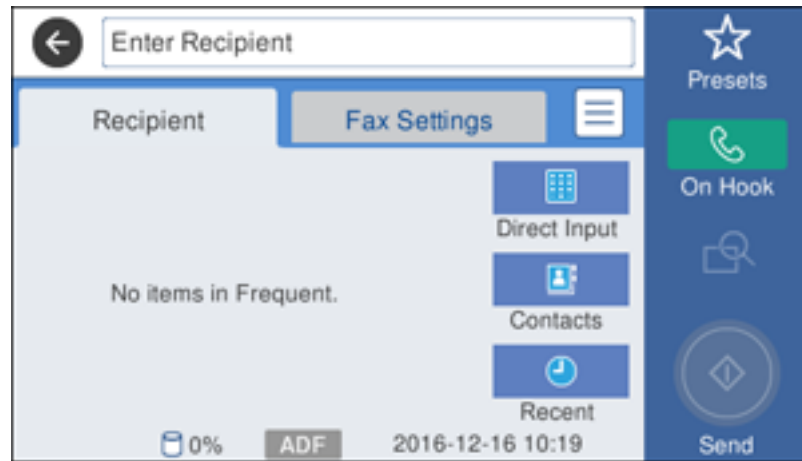 Enter Recipient
Presets
Recipient
Fax Settings
On Hook
Direct Input
No items in Frequent.
Contacts
Recent
0%
ADF
2016-12-16 10:19
Send